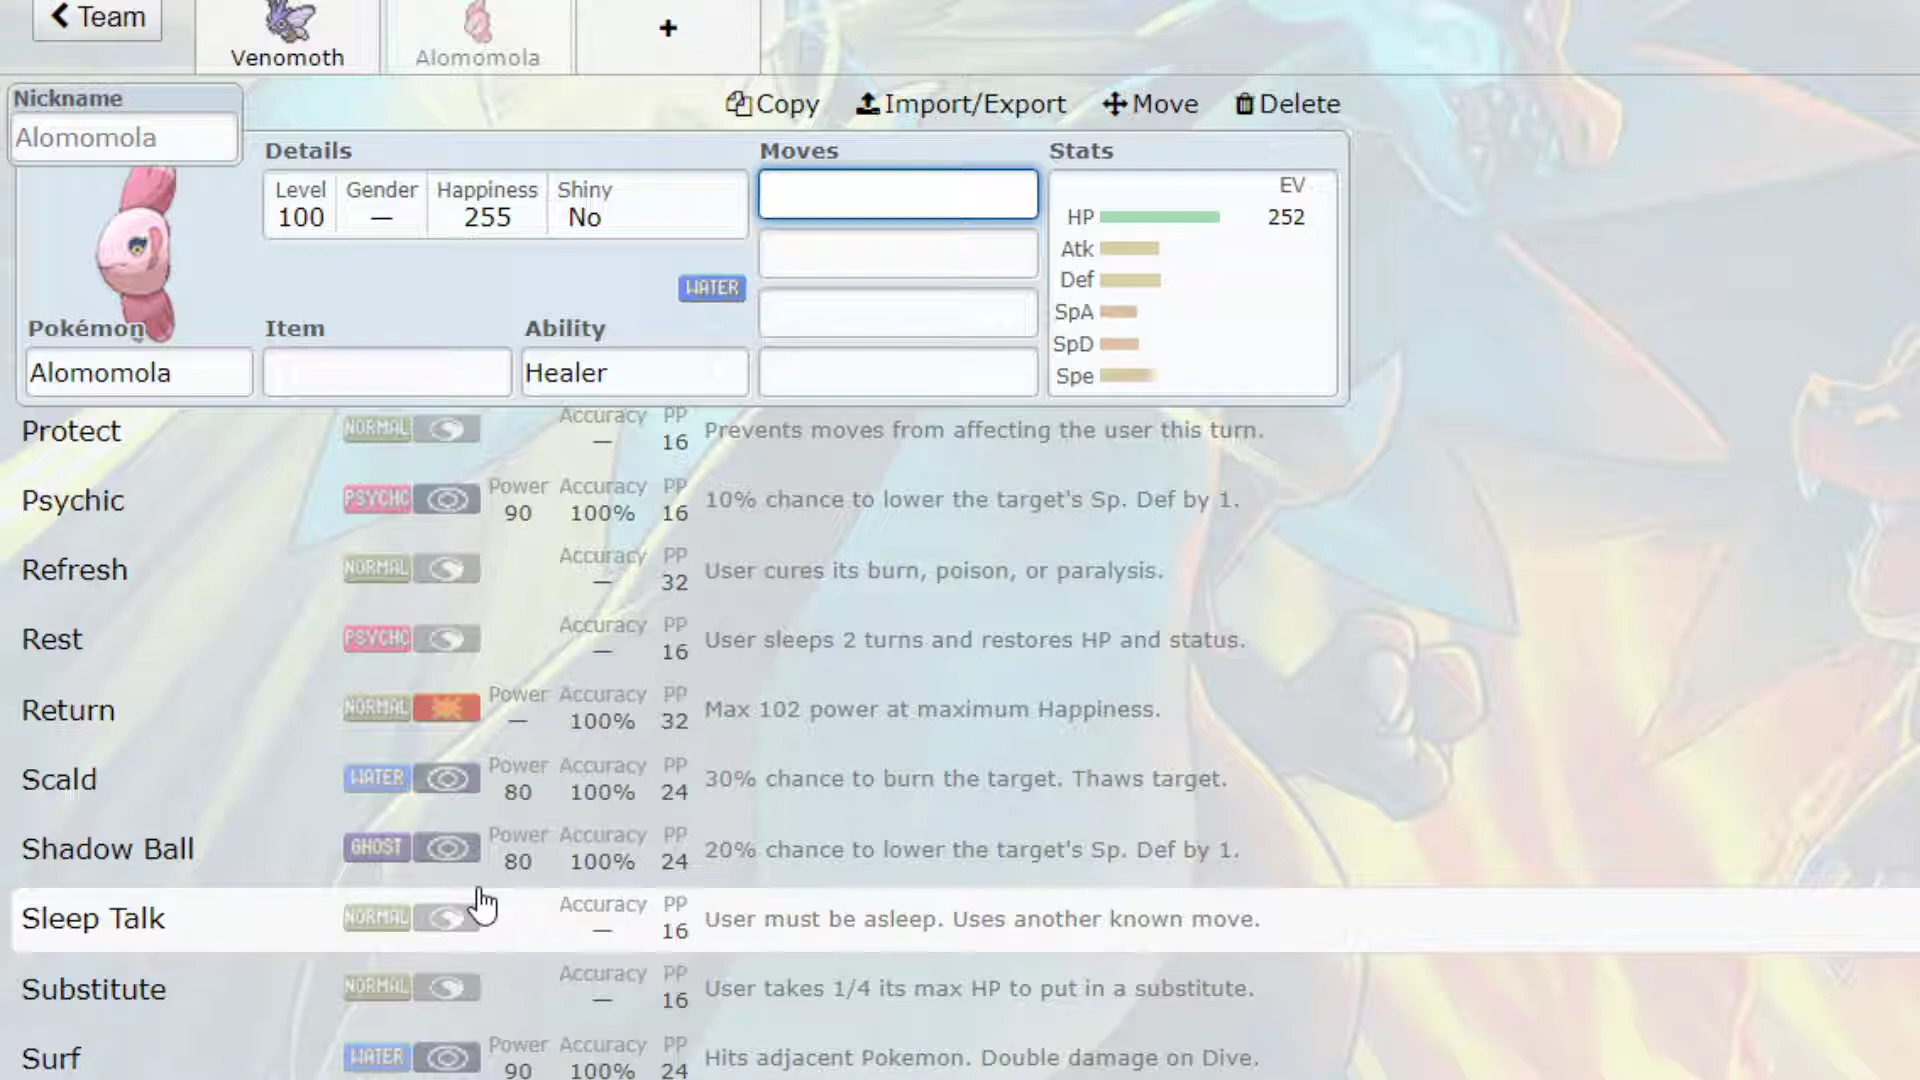 Team
Venomoth
Alomomola
+
Nickname
Alomomola
Copy
Import/Export
Move
Delete
Details
Moves
Stats
Level
Gender
Happiness
Shiny
100
—
255
No
EV
HP 252
Atk
Def
SpA
SpD
Spe
WATER
Pokémon
Item
Ability
Alomomola
Healer
Protect NORMAL Accuracy — PP 16 Prevents moves from affecting the user this turn.
Psychic PSYCHC Power 90 Accuracy 100% PP 16 10% chance to lower the target's Sp. Def by 1.
Refresh NORMAL Accuracy — PP 32 User cures its burn, poison, or paralysis.
Rest PSYCHC Accuracy — PP 16 User sleeps 2 turns and restores HP and status.
Return NORMAL Power — Accuracy 100% PP 32 Max 102 power at maximum Happiness.
Scald WATER Power 80 Accuracy 100% PP 24 30% chance to burn the target. Thaws target.
Shadow Ball GHOST Power 80 Accuracy 100% PP 24 20% chance to lower the target's Sp. Def by 1.
Sleep Talk NORMAL Accuracy — PP 16 User must be asleep. Uses another known move.
Substitute NORMAL Accuracy — PP 16 User takes 1/4 its max HP to put in a substitute.
Surf WATER Power 90 Accuracy 100% PP 24 Hits adjacent Pokemon. Double damage on Dive.